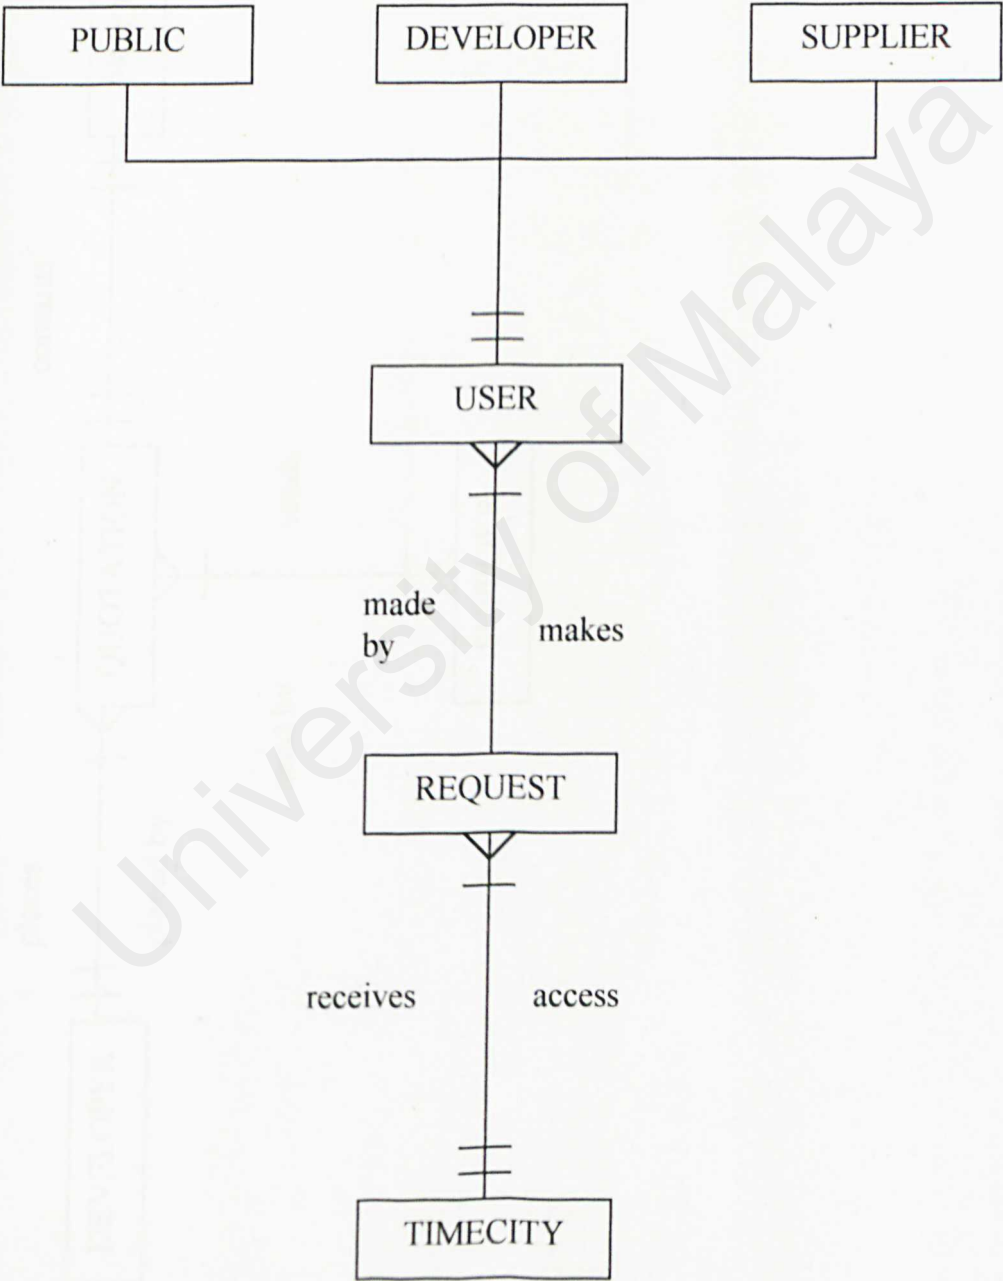 PUBLIC
DEVELOPER
SUPPLIER
USER
made
by
makes
REQUEST
receives
access
TIMECITY
University of Malaya